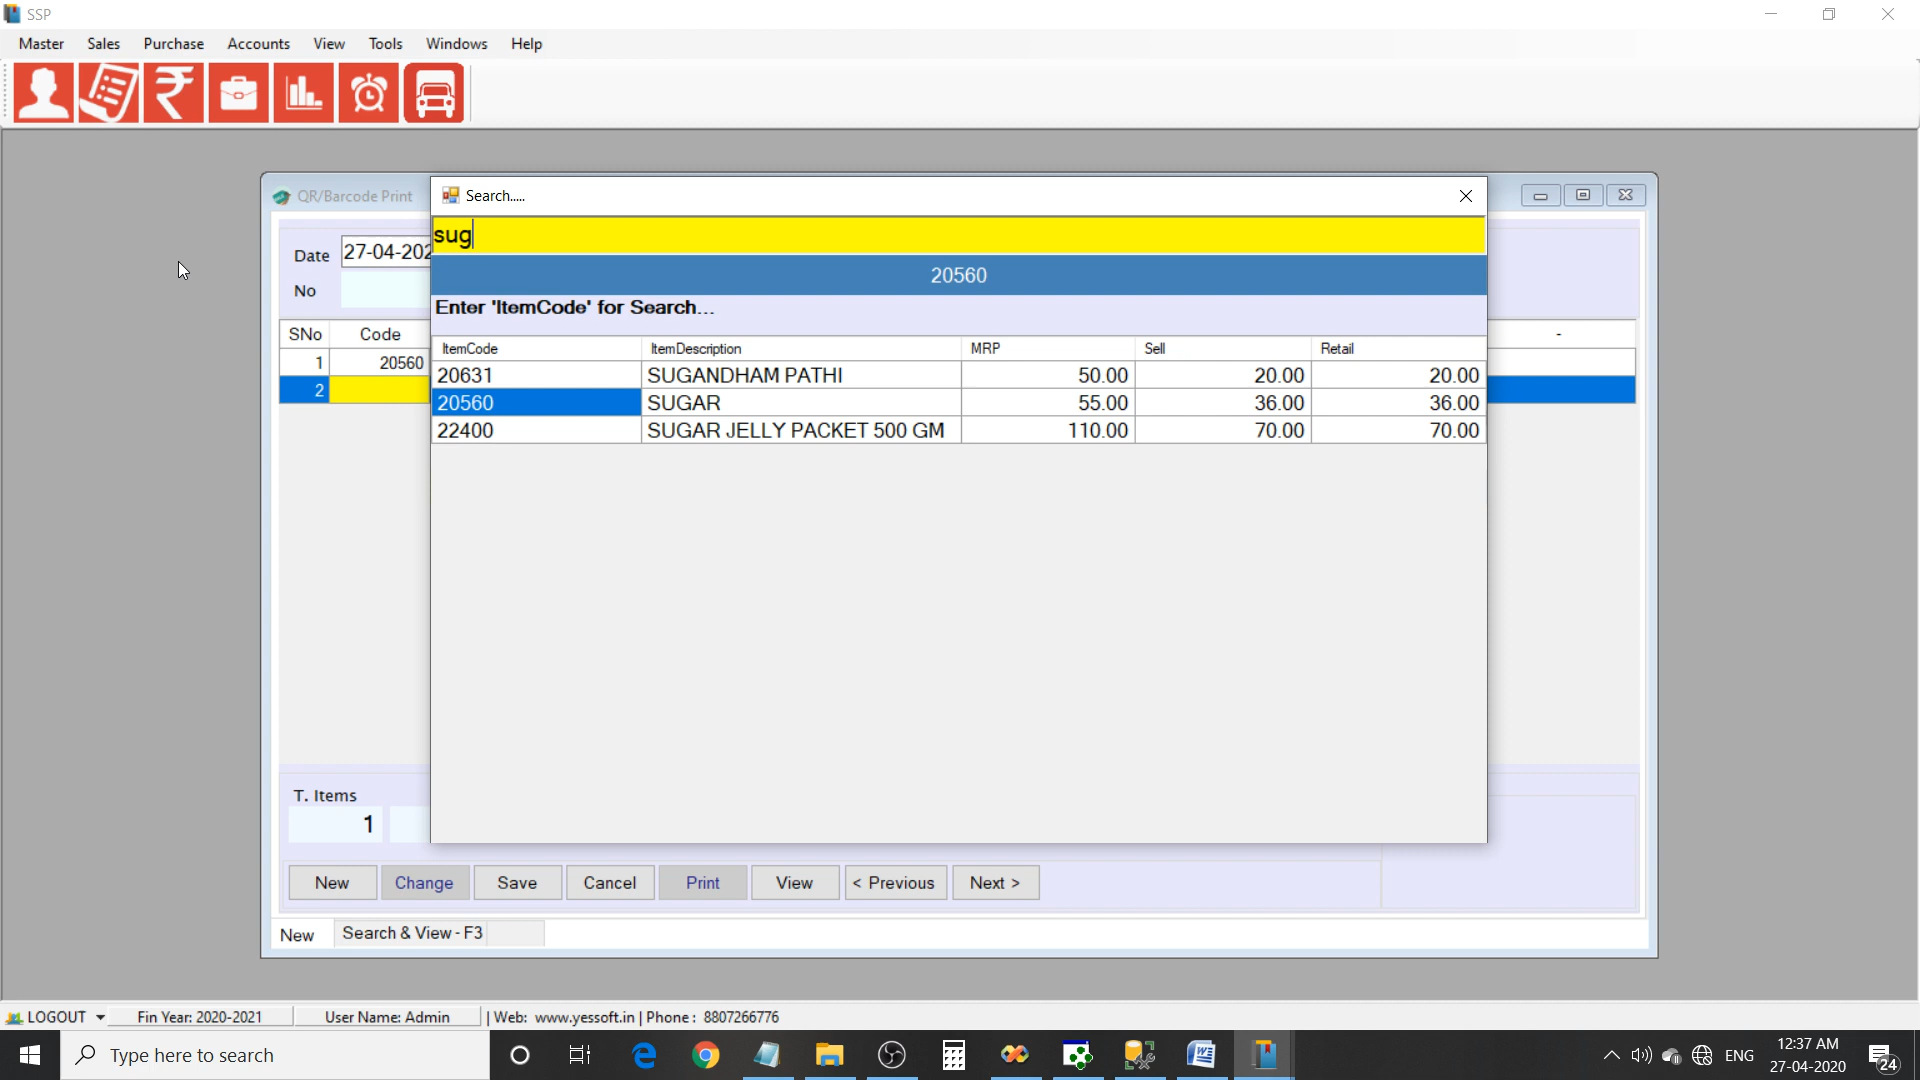 SSP
Master Sales Purchase Accounts View Tools Windows Help
QR/Barcode Print
Search.....
sug
Date 27-04-202
20560
No
Enter 'ItemCode' for Search...
SNo Code -
ItemCode ItemDescription MRP Sell Retail
1 20560
20631 SUGANDHAM PATHI 50.00 20.00 20.00
2
20560 SUGAR 55.00 36.00 36.00
22400 SUGAR JELLY PACKET 500 GM 110.00 70.00 70.00
T. Items
1
New Change Save Cancel Print View < Previous Next >
New Search & View - F3
LOGOUT Fin Year: 2020-2021 User Name: Admin | Web: www.yessoft.in | Phone : 8807266776
Type here to search
ENG
12:37 AM
27-04-2020
24